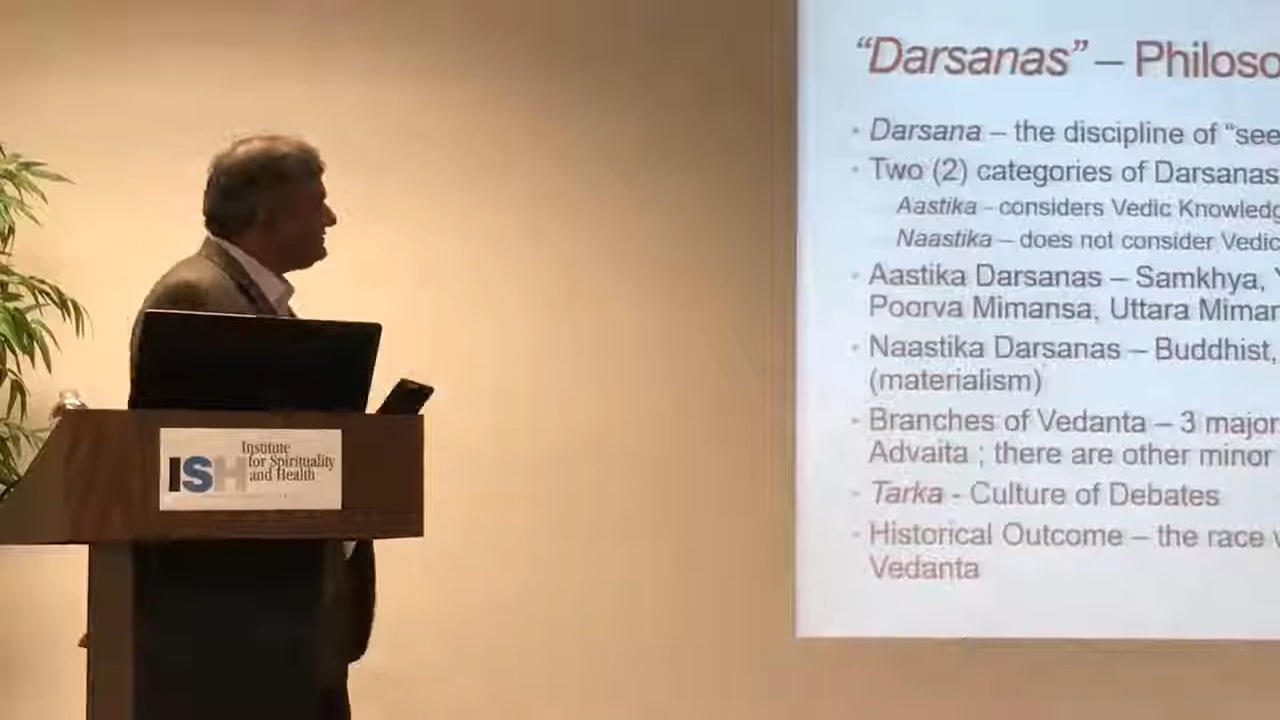 “Darsanas” – Philoso
• Darsana – the discipline of “see
• Two (2) categories of Darsanas
Aastika - considers Vedic Knowledg
Naastika – does not consider Vedic
• Aastika Darsanas – Samkhya, Y
Poorva Mimansa, Uttara Miman
• Naastika Darsanas – Buddhist,
(materialism)
• Branches of Vedanta – 3 major
Advaita ; there are other minor
• Tarka - Culture of Debates
• Historical Outcome – the race w
Vedanta
ISH
Institute
for Spirituality
and Health